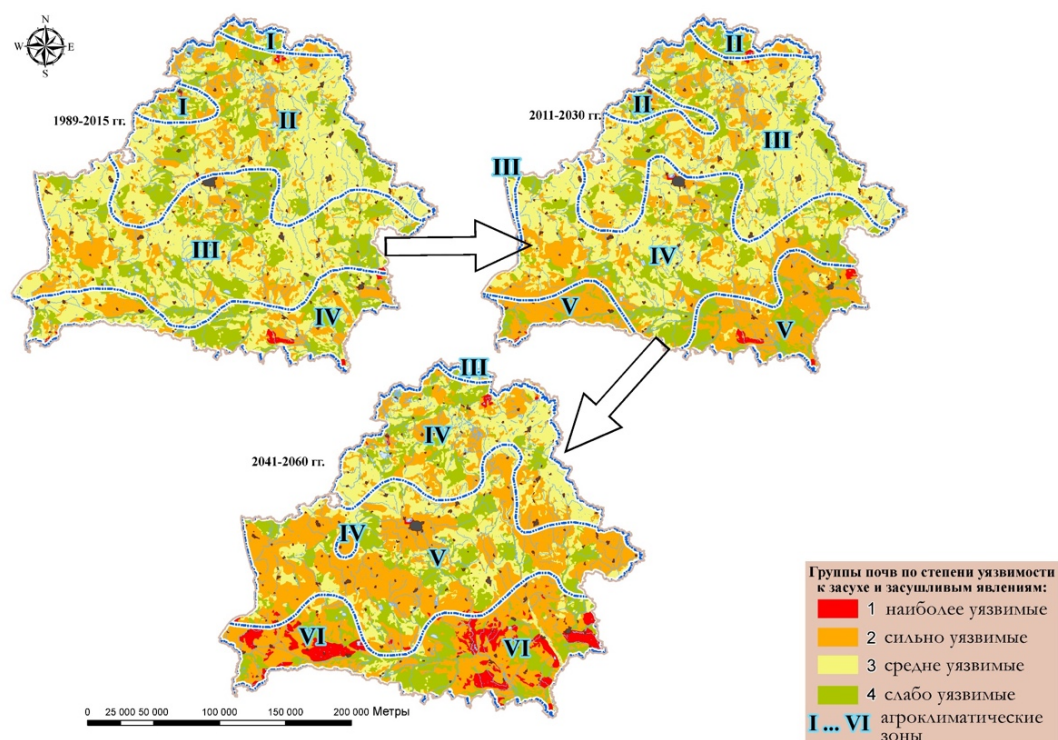 N
W E
S
I
I
II
1989-2015 гг.
III
IV
II
II
2011-2030 гг.
III
III
IV
V
V
III
IV
2041-2060 гг.
IV
V
VI
VI
0 25 000 50 000 100 000 150 000 200 000 Метры
Группы почв по степени уязвимости
к засухе и засушливым явлениям:
1 наиболее уязвимые
2 сильно уязвимые
3 средне уязвимые
4 слабо уязвимые
I ... VI агроклиматические
зоны